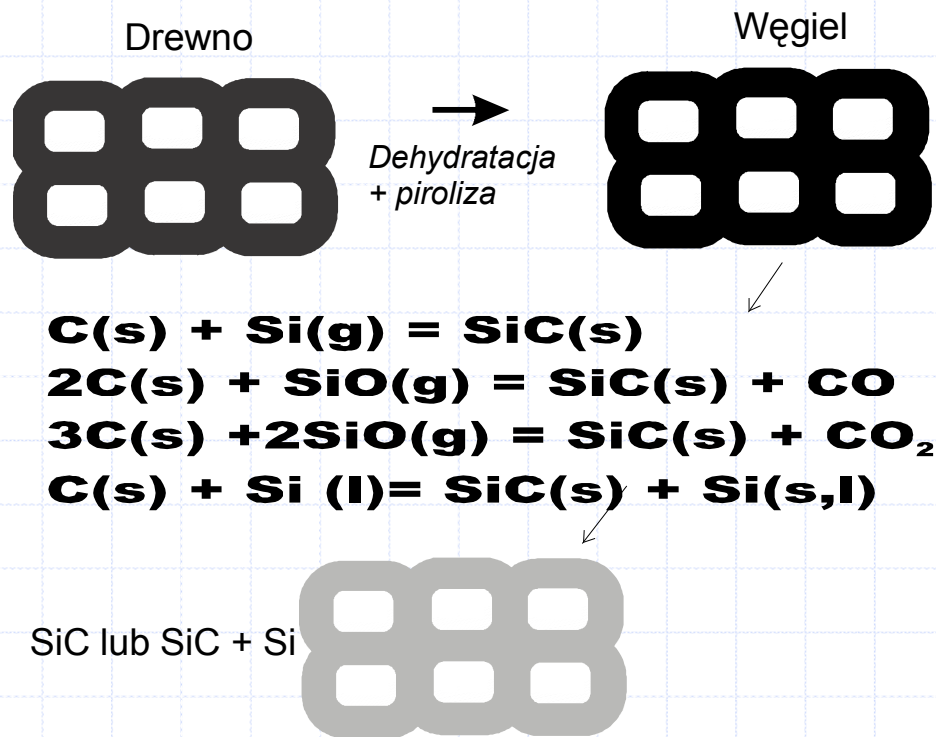 Drewno
Węgiel
Dehydratacja
+ piroliza
C(s) + Si(g) = SiC(s)
2C(s) + SiO(g) = SiC(s) + CO
3C(s) +2SiO(g) = SiC(s) + CO₂
C(s) + Si (l)= SiC(s) + Si(s,l)
SiC lub SiC + Si